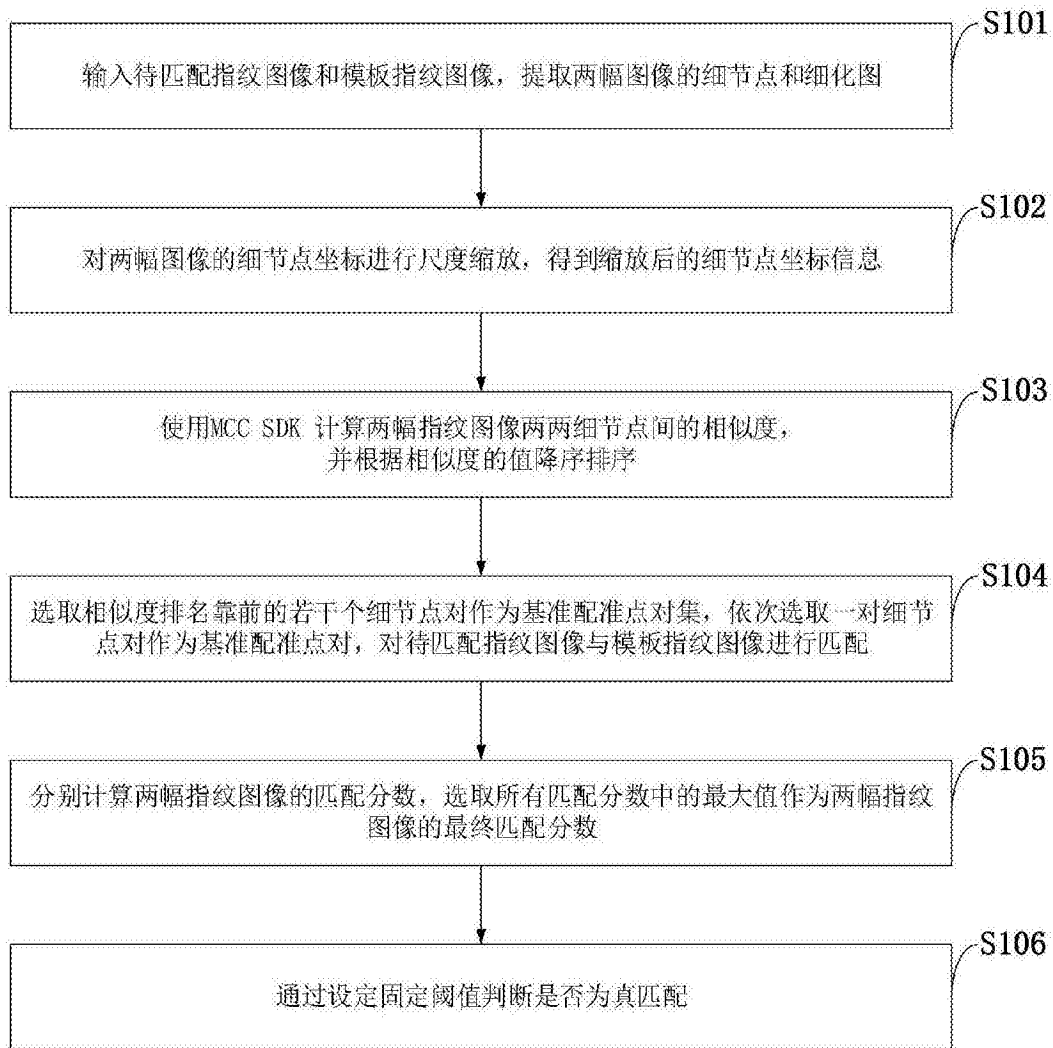 S101
输入待匹配指纹图像和模板指纹图像，提取两幅图像的细节点和细化图
S102
对两幅图像的细节点坐标进行尺度缩放，得到缩放后的细节点坐标信息
S103
使用MCC SDK 计算两幅指纹图像两两细节点间的相似度，
并根据相似度的值降序排序
S104
选取相似度排名靠前的若干个细节点对作为基准配准点对集，依次选取一对细节
点对作为基准配准点对，对待匹配指纹图像与模板指纹图像进行匹配
S105
分别计算两幅指纹图像的匹配分数，选取所有匹配分数中的最大值作为两幅指纹
图像的最终匹配分数
S106
通过设定固定阈值判断是否为真匹配